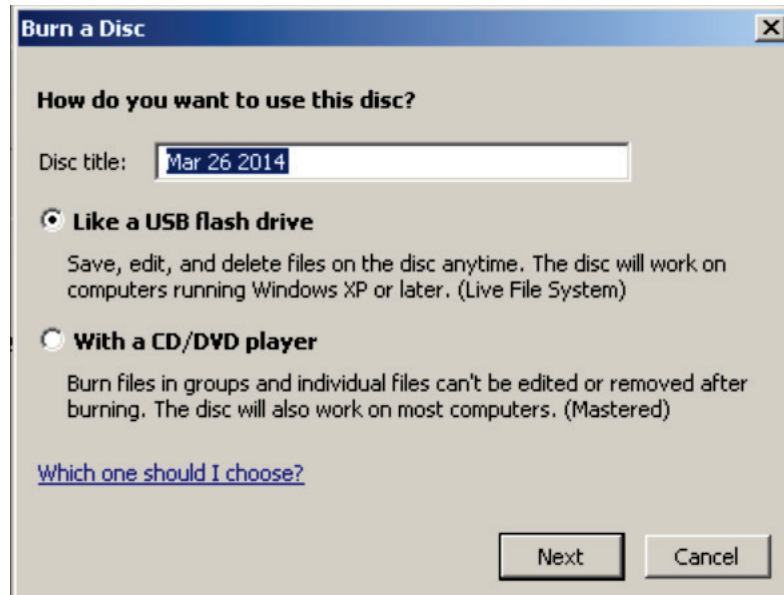 Burn a Disc
How do you want to use this disc?
Disc title: Mar 26 2014
Like a USB flash drive
Save, edit, and delete files on the disc anytime. The disc will work on
computers running Windows XP or later. (Live File System)
With a CD/DVD player
Burn files in groups and individual files can't be edited or removed after
burning. The disc will also work on most computers. (Mastered)
Which one should I choose?
Next Cancel